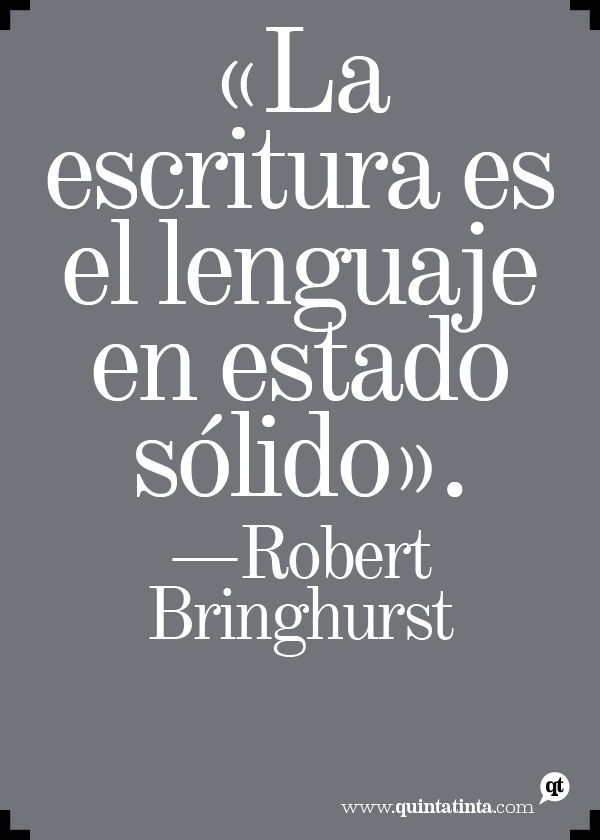 «La
escritura es
el lenguaje
en estado
sólido».
—Robert
Bringhurst
qt
www.quintatinta.com